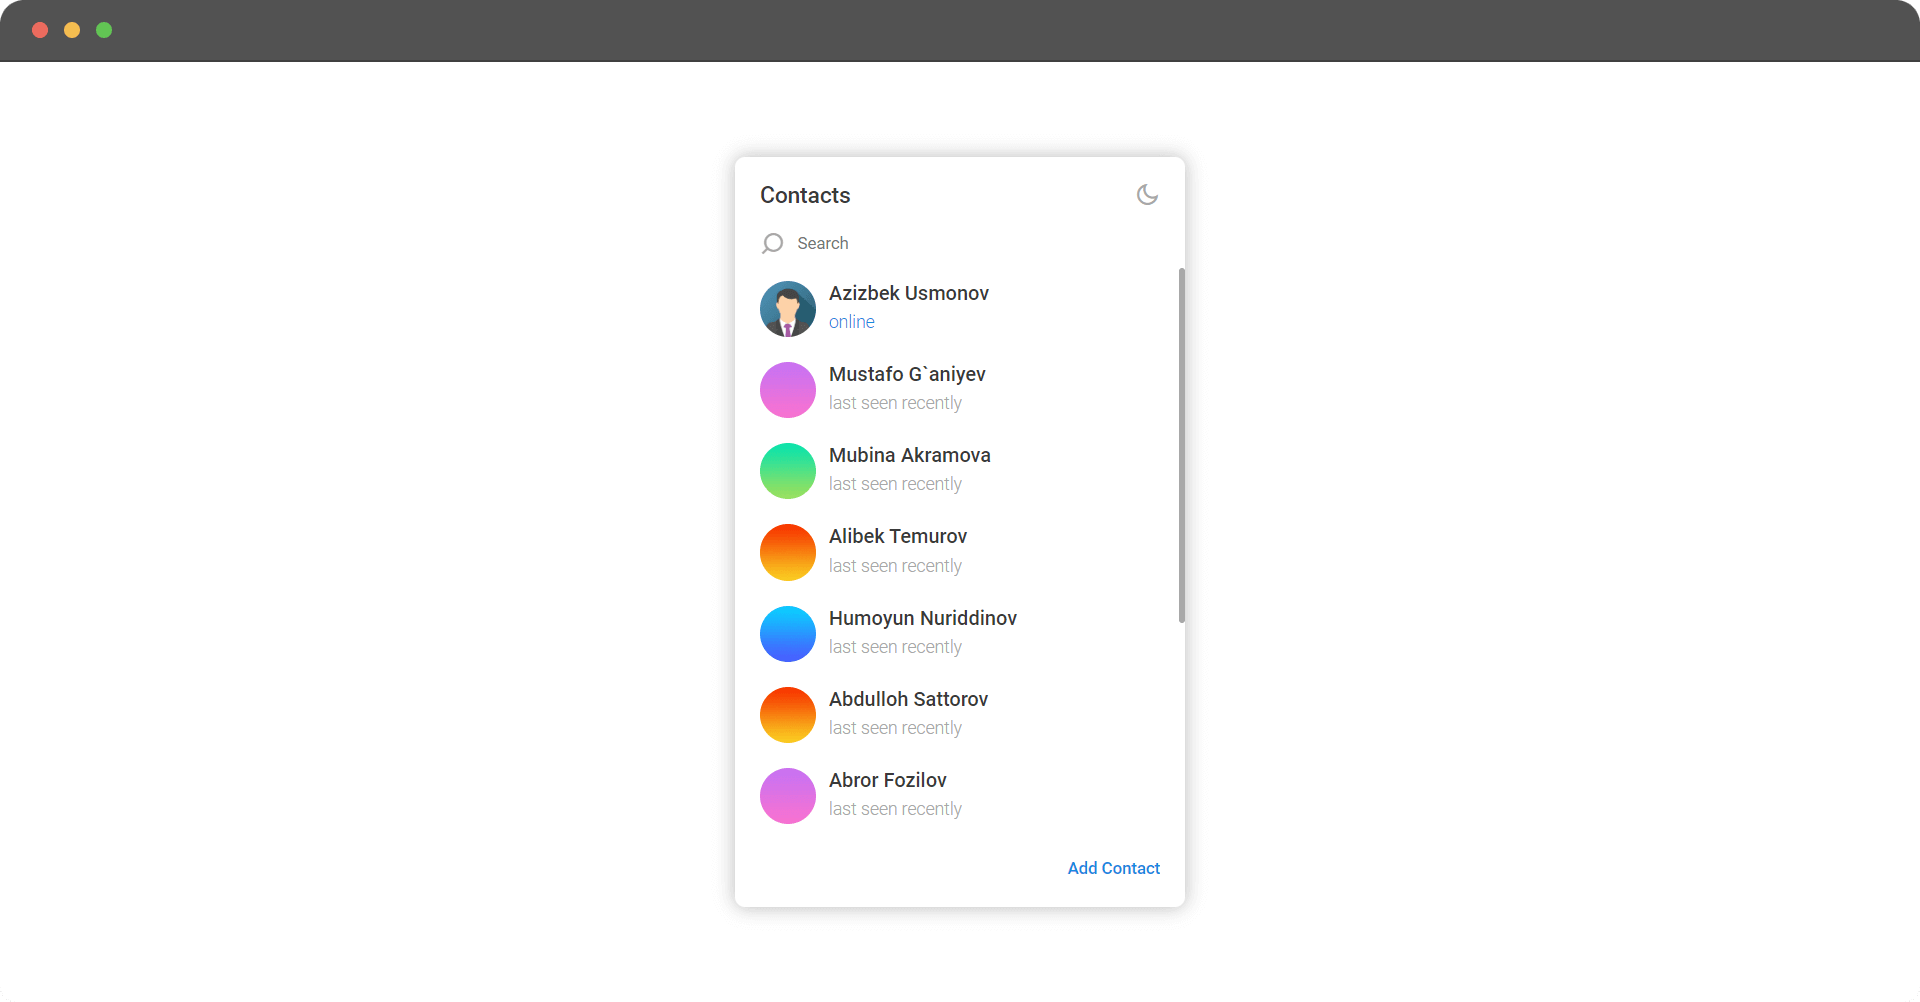 Contacts
Search
Azizbek Usmonov
online
Mustafo G`aniyev
last seen recently
Mubina Akramova
last seen recently
Alibek Temurov
last seen recently
Humoyun Nuriddinov
last seen recently
Abdulloh Sattorov
last seen recently
Abror Fozilov
last seen recently
Add Contact